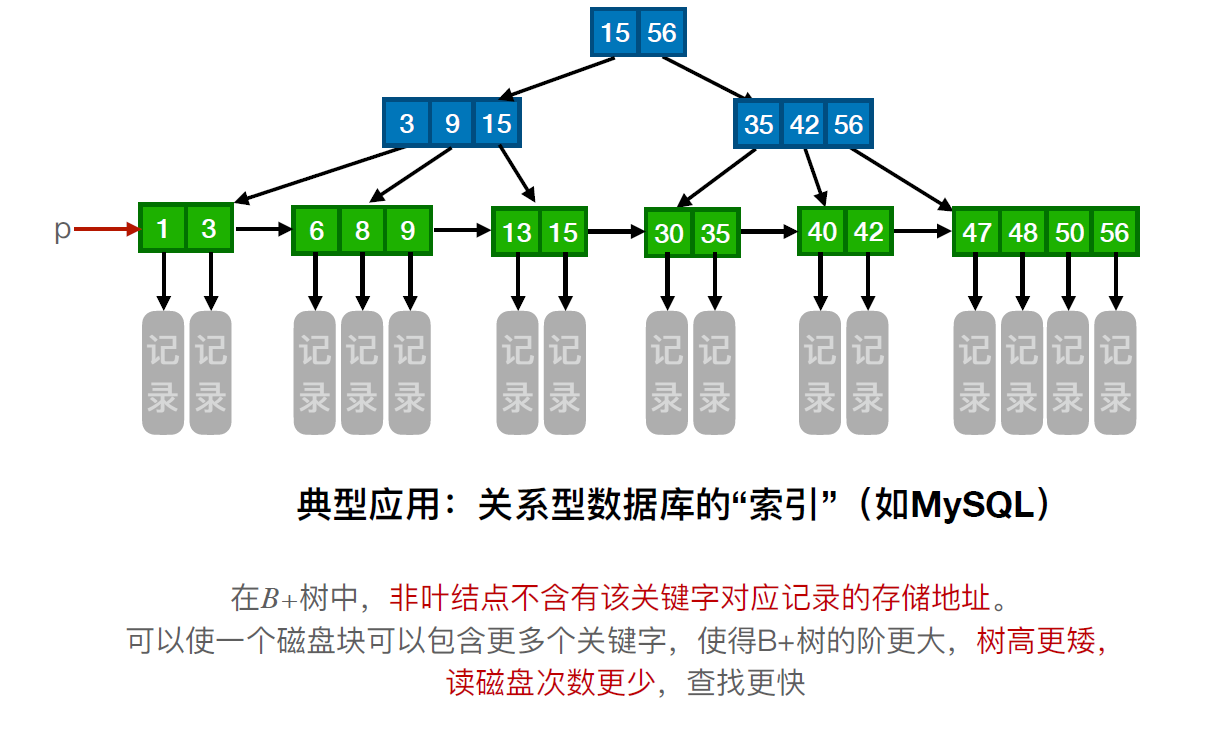 15 56
3 9 15 35 42 56
p 1 3 6 8 9 13 15 30 35 40 42 47 48 50 56
记录 记录 记录 记录 记录 记录 记录 记录 记录 记录 记录 记录 记录 记录 记录
典型应用：关系型数据库的“索引”（如MySQL）
在B+树中，非叶结点不含有该关键字对应记录的存储地址。
可以使一个磁盘块可以包含更多个关键字，使得B+树的阶更大，树高更矮，
读磁盘次数更少，查找更快